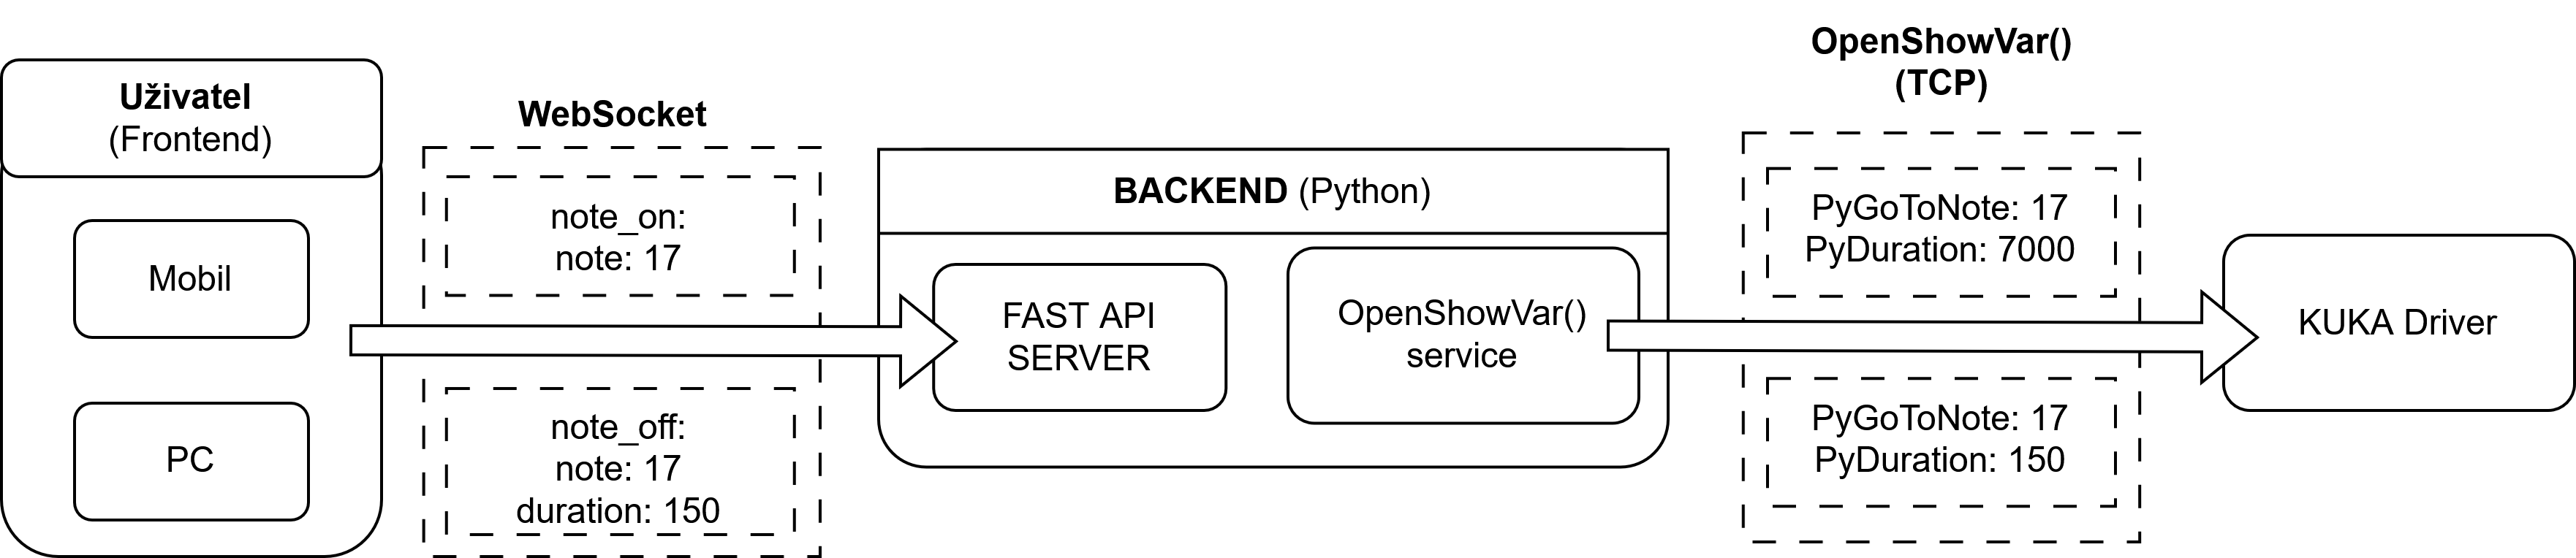 Uživatel
(Frontend)
Mobil
PC
WebSocket
note_on:
note: 17
note_off:
note: 17
duration: 150
BACKEND (Python)
FAST API
SERVER
OpenShowVar()
service
OpenShowVar()
(TCP)
PyGoToNote: 17
PyDuration: 7000
PyGoToNote: 17
PyDuration: 150
KUKA Driver